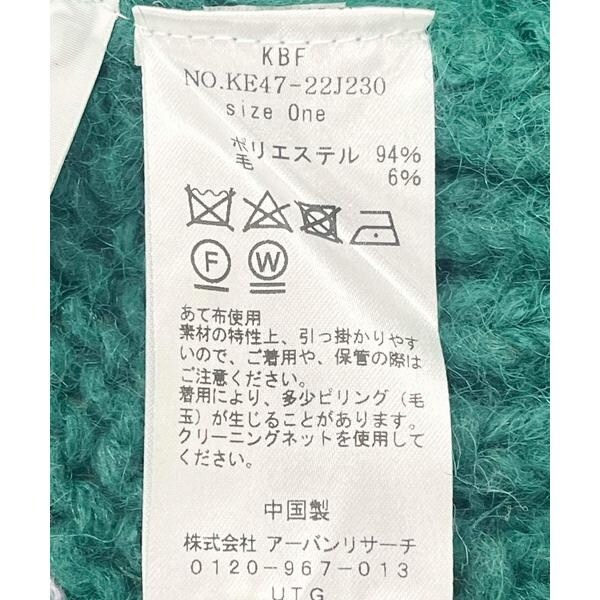 KBF
NO.KE47-22J230
size One
ポリエステル 94%
毛 6%
F W
あて布使用
素材の特性上、引っ掛かりやす
いので、ご着用や、保管の際は
ご注意ください。
着用により、多少ピリング(毛
玉)が生じることがあります。
クリーニングネットを使用して
ください。
中国製
株式会社 アーバンリサーチ
0120-967-013
UTG